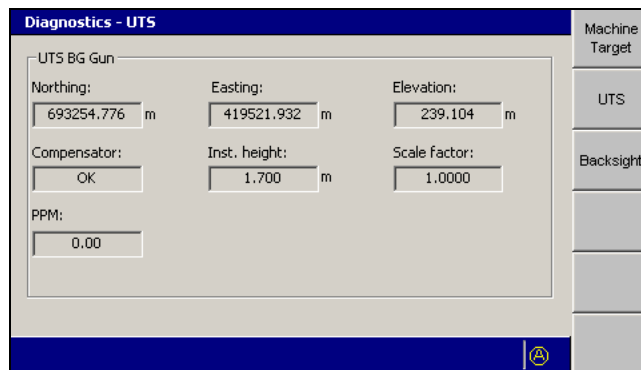 Diagnostics - UTS
UTS BG Gun
Northing: Easting: Elevation:
693254.776 m 419521.932 m 239.104 m
Compensator: Inst. height: Scale factor:
OK 1.700 m 1.0000
PPM:
0.00
Machine
Target
UTS
Backsight
A